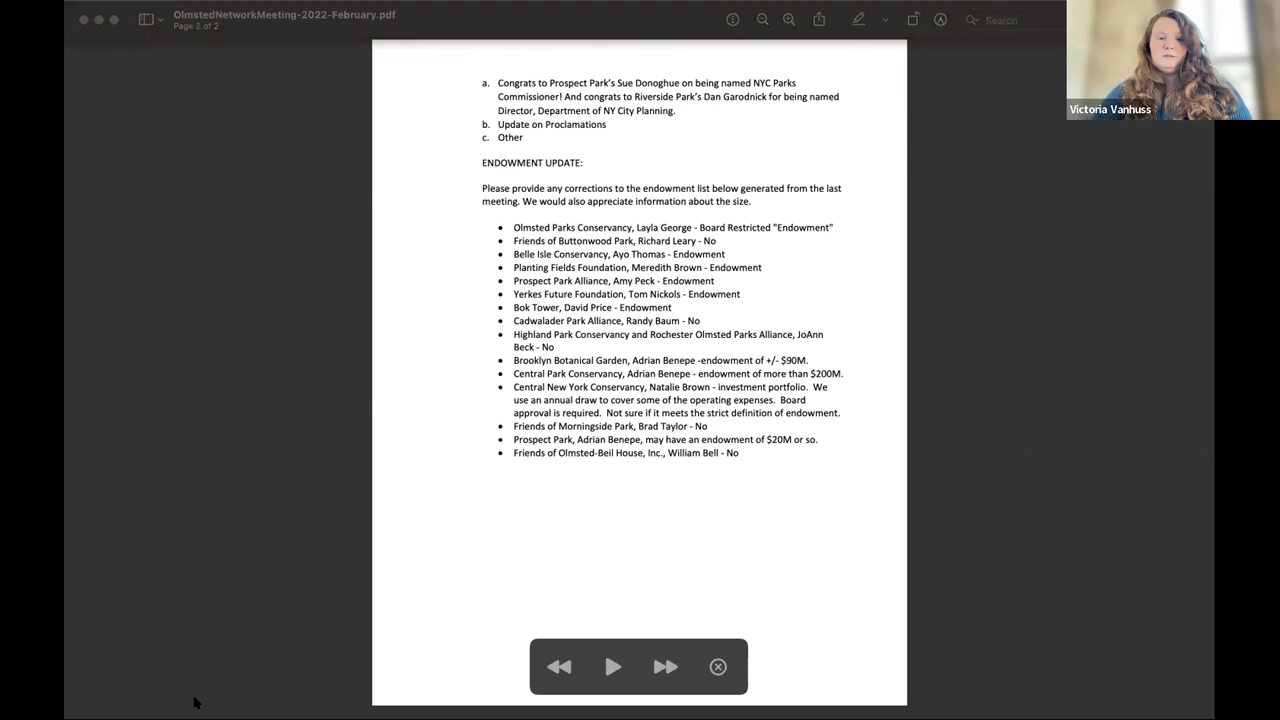 OlmstedNetworkMeeting-2022-February.pdf
Page 2 of 2
Search
Victoria Vanhuss
a. Congrats to Prospect Park's Sue Donoghue on being named NYC Parks
Commissioner! And congrats to Riverside Park's Dan Garodnick for being named
Director, Department of NY City Planning.
b. Update on Proclamations
c. Other
ENDOWMENT UPDATE:
Please provide any corrections to the endowment list below generated from the last
meeting. We would also appreciate information about the size.
• Olmsted Parks Conservancy, Layla George - Board Restricted "Endowment"
• Friends of Buttonwood Park, Richard Leary - No
• Belle Isle Conservancy, Ayo Thomas - Endowment
• Planting Fields Foundation, Meredith Brown - Endowment
• Prospect Park Alliance, Amy Peck - Endowment
• Yerkes Future Foundation, Tom Nickols - Endowment
• Bok Tower, David Price - Endowment
• Cadwalader Park Alliance, Randy Baum - No
• Highland Park Conservancy and Rochester Olmsted Parks Alliance, JoAnn
Beck - No
• Brooklyn Botanical Garden, Adrian Benepe -endowment of +/- $90M.
• Central Park Conservancy, Adrian Benepe - endowment of more than $200M.
• Central New York Conservancy, Natalie Brown - investment portfolio. We
use an annual draw to cover some of the operating expenses. Board
approval is required. Not sure if it meets the strict definition of endowment.
• Friends of Morningside Park, Brad Taylor - No
• Prospect Park, Adrian Benepe, may have an endowment of $20M or so.
• Friends of Olmsted-Beil House, Inc., William Bell - No